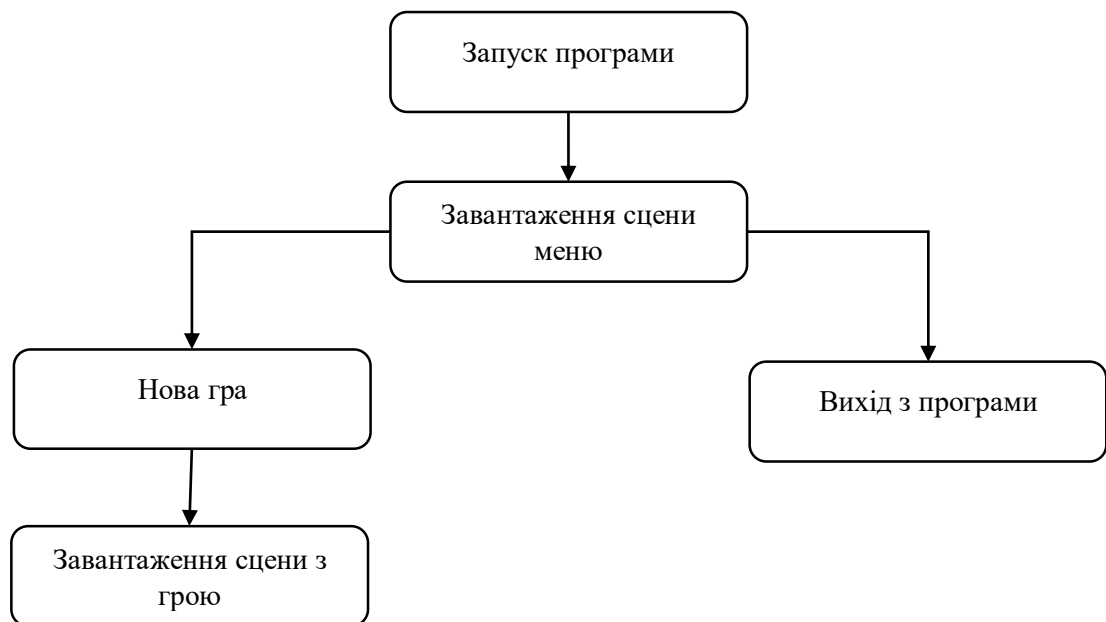 Запуск програми
Завантаження сцени
меню
Нова гра
Вихід з програми
Завантаження сцени з
грою